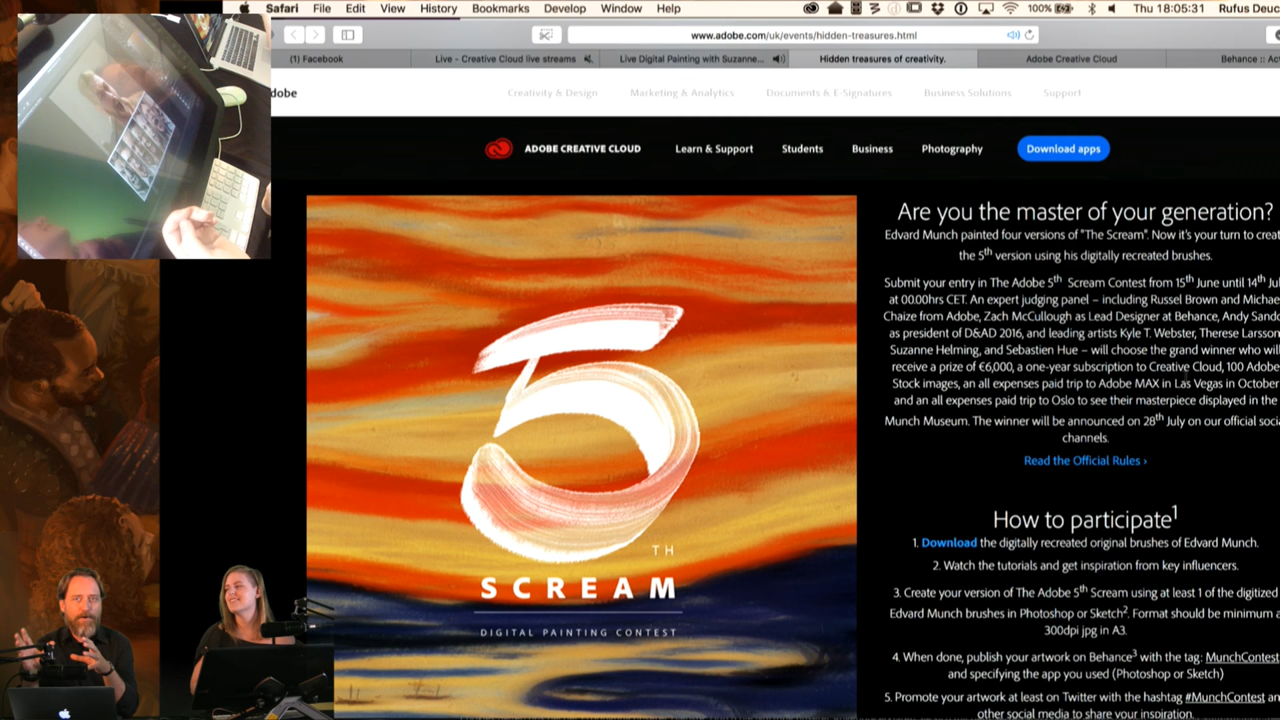 Safari File Edit View History Bookmarks Develop Window Help 100% Thu 18:05:31 Rufus Deuc
www.adobe.com/uk/events/hidden-treasures.html
(1) Facebook Live - Creative Cloud live streams Live Digital Painting with Suzanne... Hidden treasures of creativity. Adobe Creative Cloud Behance :: Ac
dobe Creativity & Design Marketing & Analytics Documents & E-Signatures Business Solutions Support
ADOBE CREATIVE CLOUD Learn & Support Students Business Photography Download apps
5
TH
SCREAM
DIGITAL PAINTING CONTEST
Are you the master of your generation?
Edvard Munch painted four versions of "The Scream". Now it's your turn to creat
the 5th version using his digitally recreated brushes.
Submit your entry in The Adobe 5th Scream Contest from 15th June until 14th Jul
at 00.00hrs CET. An expert judging panel – including Russel Brown and Michae
Chaize from Adobe, Zach McCullough as Lead Designer at Behance, Andy Sando
as president of D&AD 2016, and leading artists Kyle T. Webster, Therese Larsson
Suzanne Helming, and Sebastien Hue – will choose the grand winner who will
receive a prize of €6,000, a one-year subscription to Creative Cloud, 100 Adobe
Stock images, an all expenses paid trip to Adobe MAX in Las Vegas in October
and an all expenses paid trip to Oslo to see their masterpiece displayed in the
Munch Museum. The winner will be announced on 28th July on our official socia
channels.
Read the Official Rules ›
How to participate1
1. Download the digitally recreated original brushes of Edvard Munch.
2. Watch the tutorials and get inspiration from key influencers.
3. Create your version of The Adobe 5th Scream using at least 1 of the digitized
Edvard Munch brushes in Photoshop or Sketch2. Format should be minimum a
300dpi jpg in A3.
4. When done, publish your artwork on Behance3 with the tag: MunchContest
and specifying the app you used (Photoshop or Sketch)
5. Promote your artwork at least on Twitter with the hashtag #MunchContest an
other social media to share your inspiration.